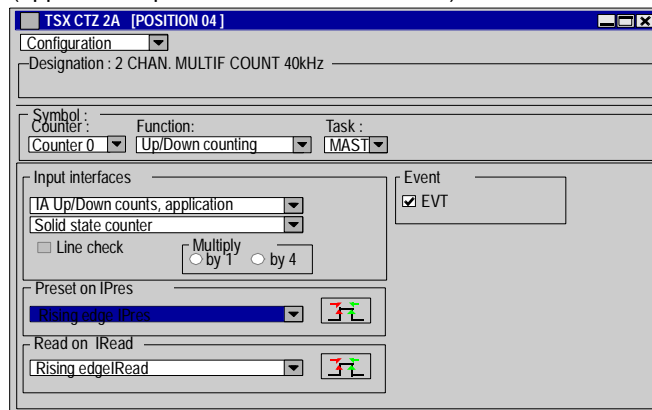 TSX CTZ 2A [POSITION 04 ]
Configuration
Designation : 2 CHAN. MULTIF COUNT 40kHz
Symbol :
Counter : Function: Task :
Counter 0 Up/Down counting MAST
Input interfaces Event
IA Up/Down counts, application EVT
Solid state counter
Line check Multiply
by 1 by 4
Preset on IPres
Rising edge IPres
Read on IRead
Rising edgeIRead